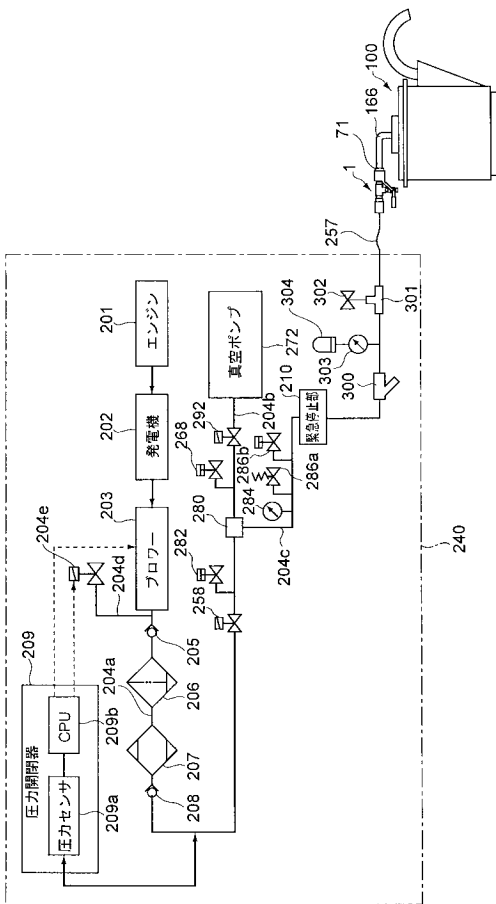 209
圧力開閉器
209a
圧力センサ
209b
CPU
204e
204d
203
ブロワー
202
発電機
201
エンジン
208
207
206
204a
205
258
282
280
268
292
204b
真空ポンプ
272
284
286a
286b
204c
210
緊急停止部
240
300
303
304
302
301
257
1
71
166
100